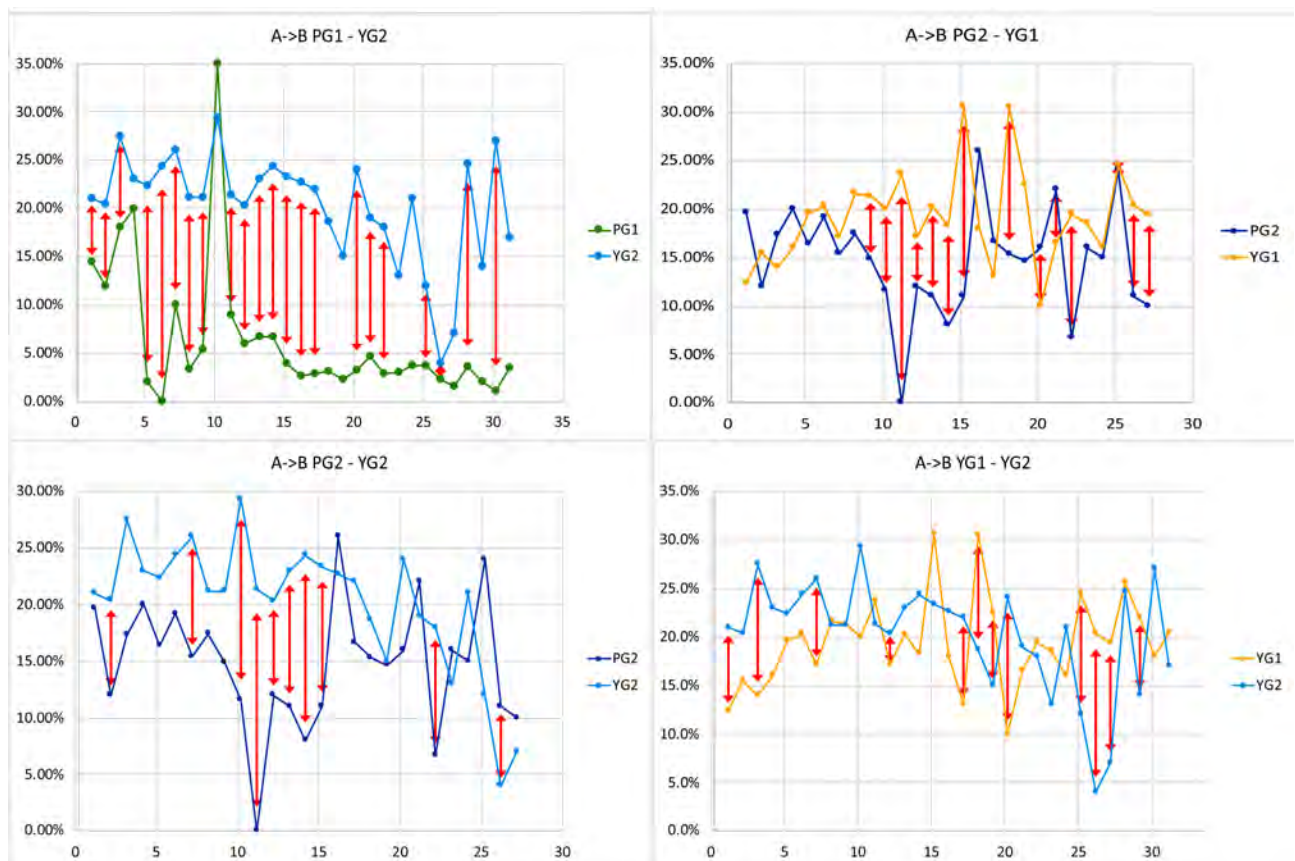 A->B PG1 - YG2
35.00%
30.00%
25.00%
20.00%
15.00%
10.00%
5.00%
0.00%
0 5 10 15 20 25 30 35
PG1
YG2
A->B PG2 - YG1
35.00%
30.00%
25.00%
20.00%
15.00%
10.00%
5.00%
0.00%
0 5 10 15 20 25 30
PG2
YG1
A->B PG2 - YG2
30.00%
25.00%
20.00%
15.00%
10.00%
5.00%
0.00%
0 5 10 15 20 25 30
PG2
YG2
A->B YG1 - YG2
35.0%
30.0%
25.0%
20.0%
15.0%
10.0%
5.0%
0.0%
0 5 10 15 20 25 30
YG1
YG2